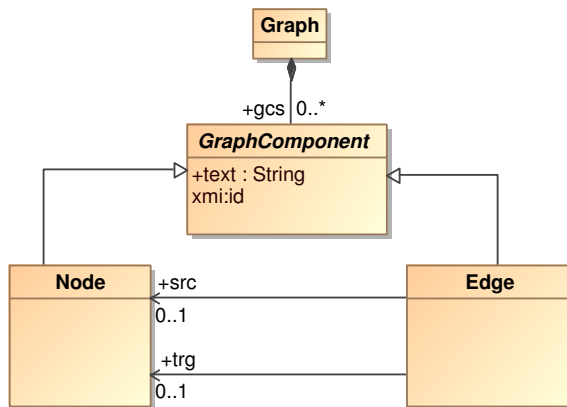 Graph
+gcs 0..*
GraphComponent
+text : String
xmi:id
Node
+src
0..1
Edge
+trg
0..1